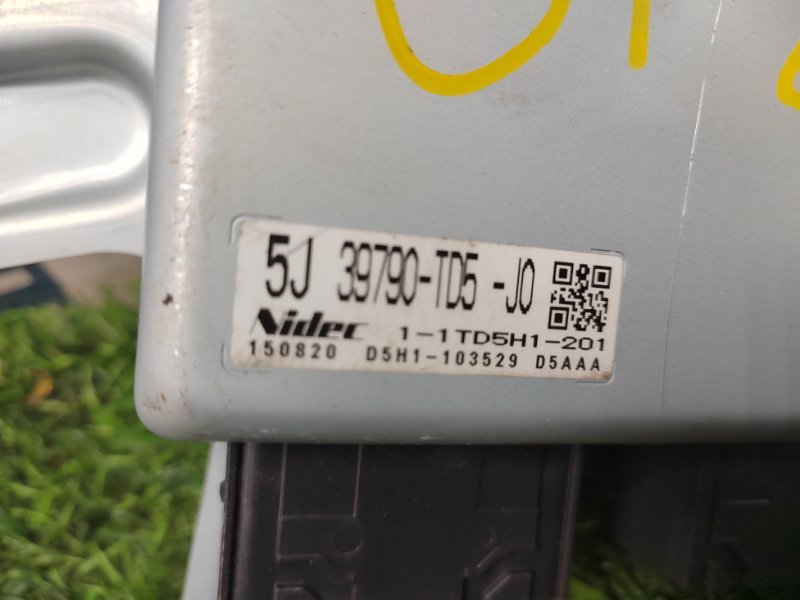 5J 39790-TD5 -J0
Nidec 1-1TD5H1-201
150820 D5H1-103529 D5AAA